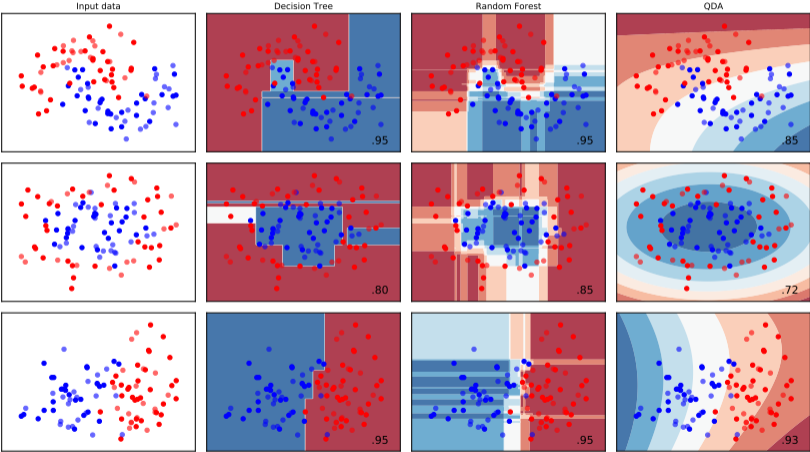 Input data
Decision Tree
Random Forest
QDA
.95
.95
.85
.80
.85
.72
.95
.95
.93